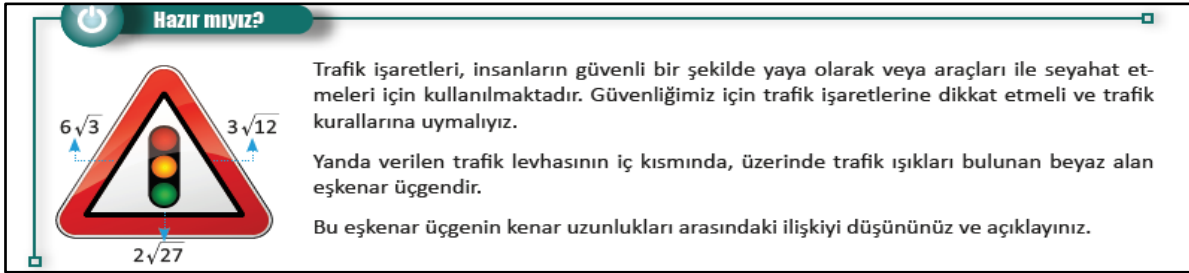 Hazır mıyız?
Trafik işaretleri, insanların güvenli bir şekilde yaya olarak veya araçları ile seyahat et-
meleri için kullanılmaktadır. Güvenliğimiz için trafik işaretlerine dikkat etmeli ve trafik
kurallarına uymalıyız.
6√3 3√12
Yanda verilen trafik levhasının iç kısmında, üzerinde trafik ışıkları bulunan beyaz alan
eşkenar üçgendir.
Bu eşkenar üçgenin kenar uzunlukları arasındaki ilişkiyi düşününüz ve açıklayınız.
2√27